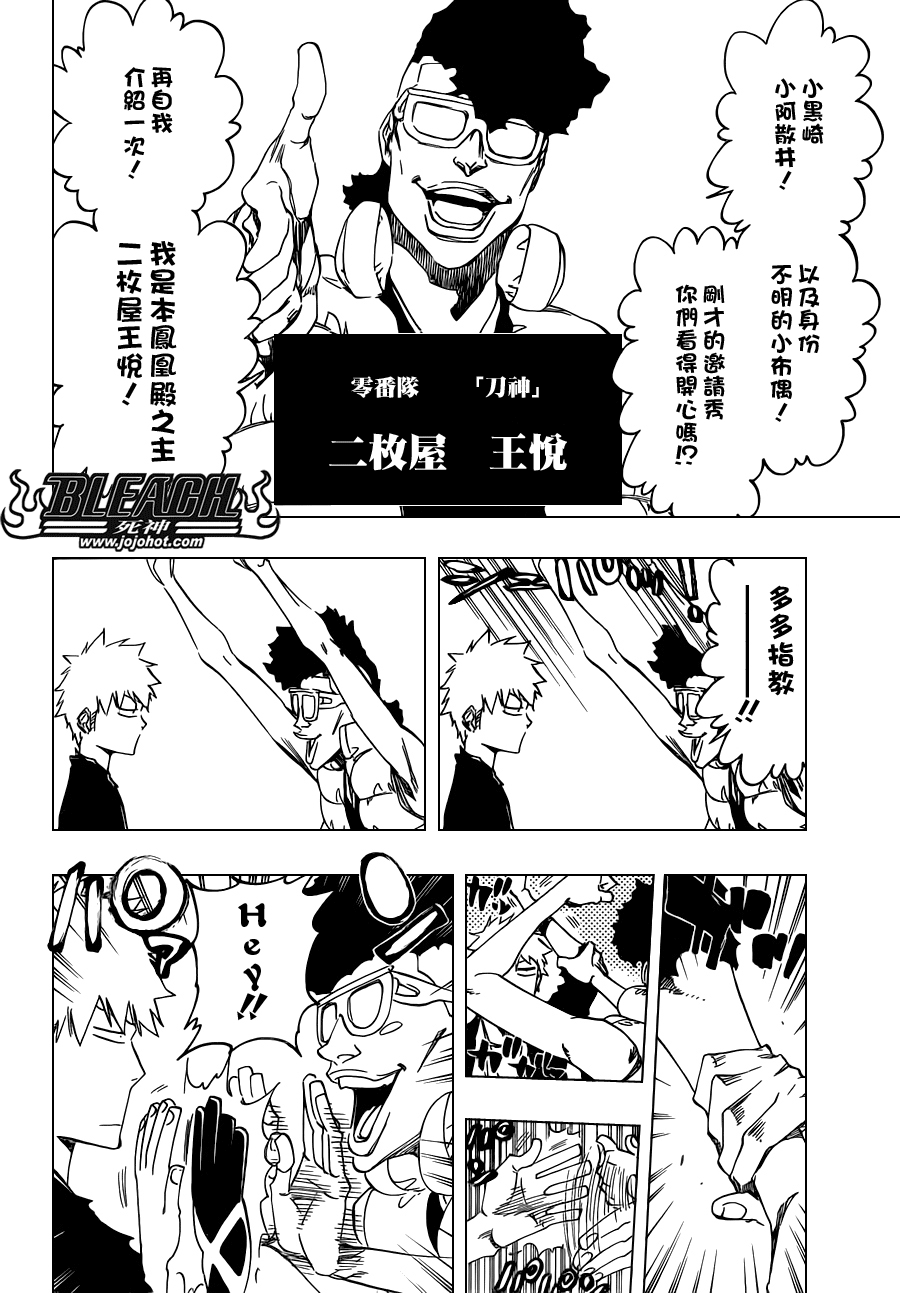 小黑崎
小阿散井！
以及身份
不明的小布偶！
剛才的邀請秀
你們看得開心嗎!?
再自我
介紹一次！
我是本鳳凰殿之主
二枚屋王悅！
零番隊 「刀神」
二枚屋 王悅
BLEACH
死神
www.jojohot.com
多多指教
——!!
Hey!!